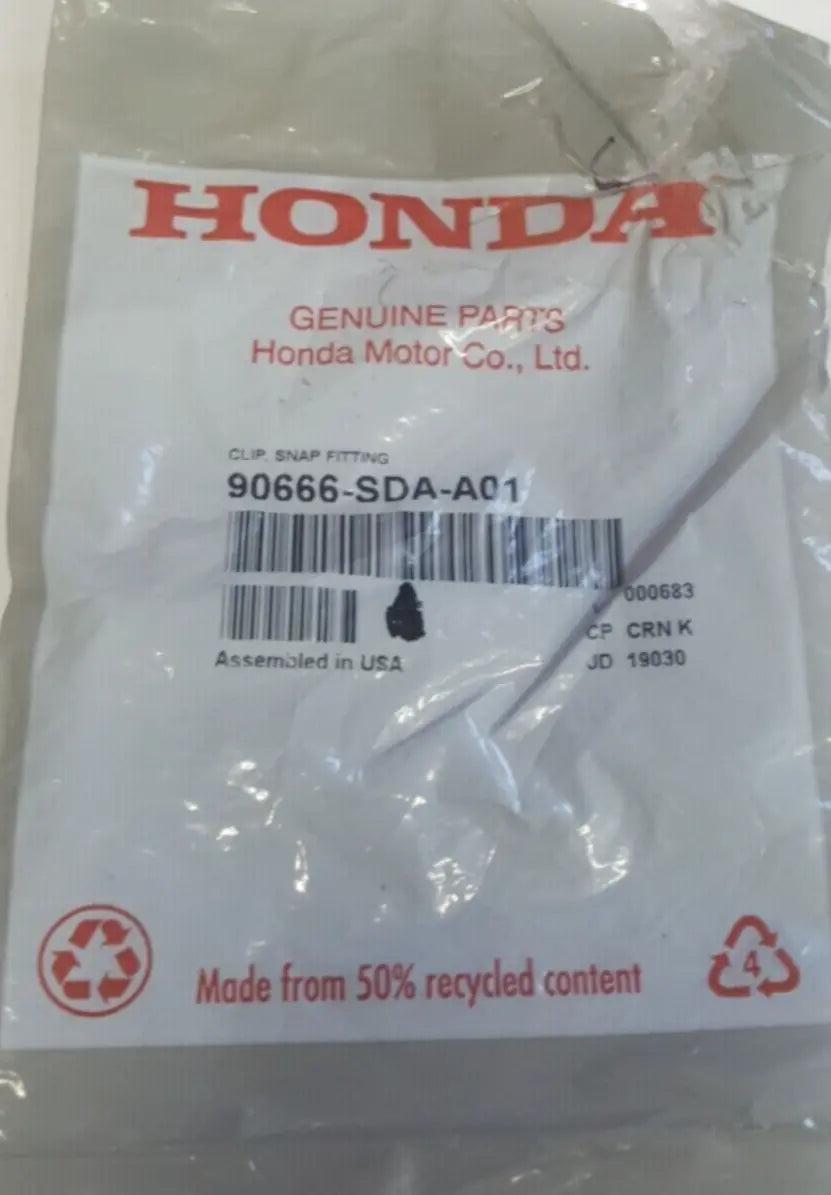 HONDA
GENUINE PARTS
Honda Motor Co., Ltd.
CLIP, SNAP FITTING
90666-SDA-A01
000683
CP CRN K
Assembled in USA
JD 19030
Made from 50% recycled content
4